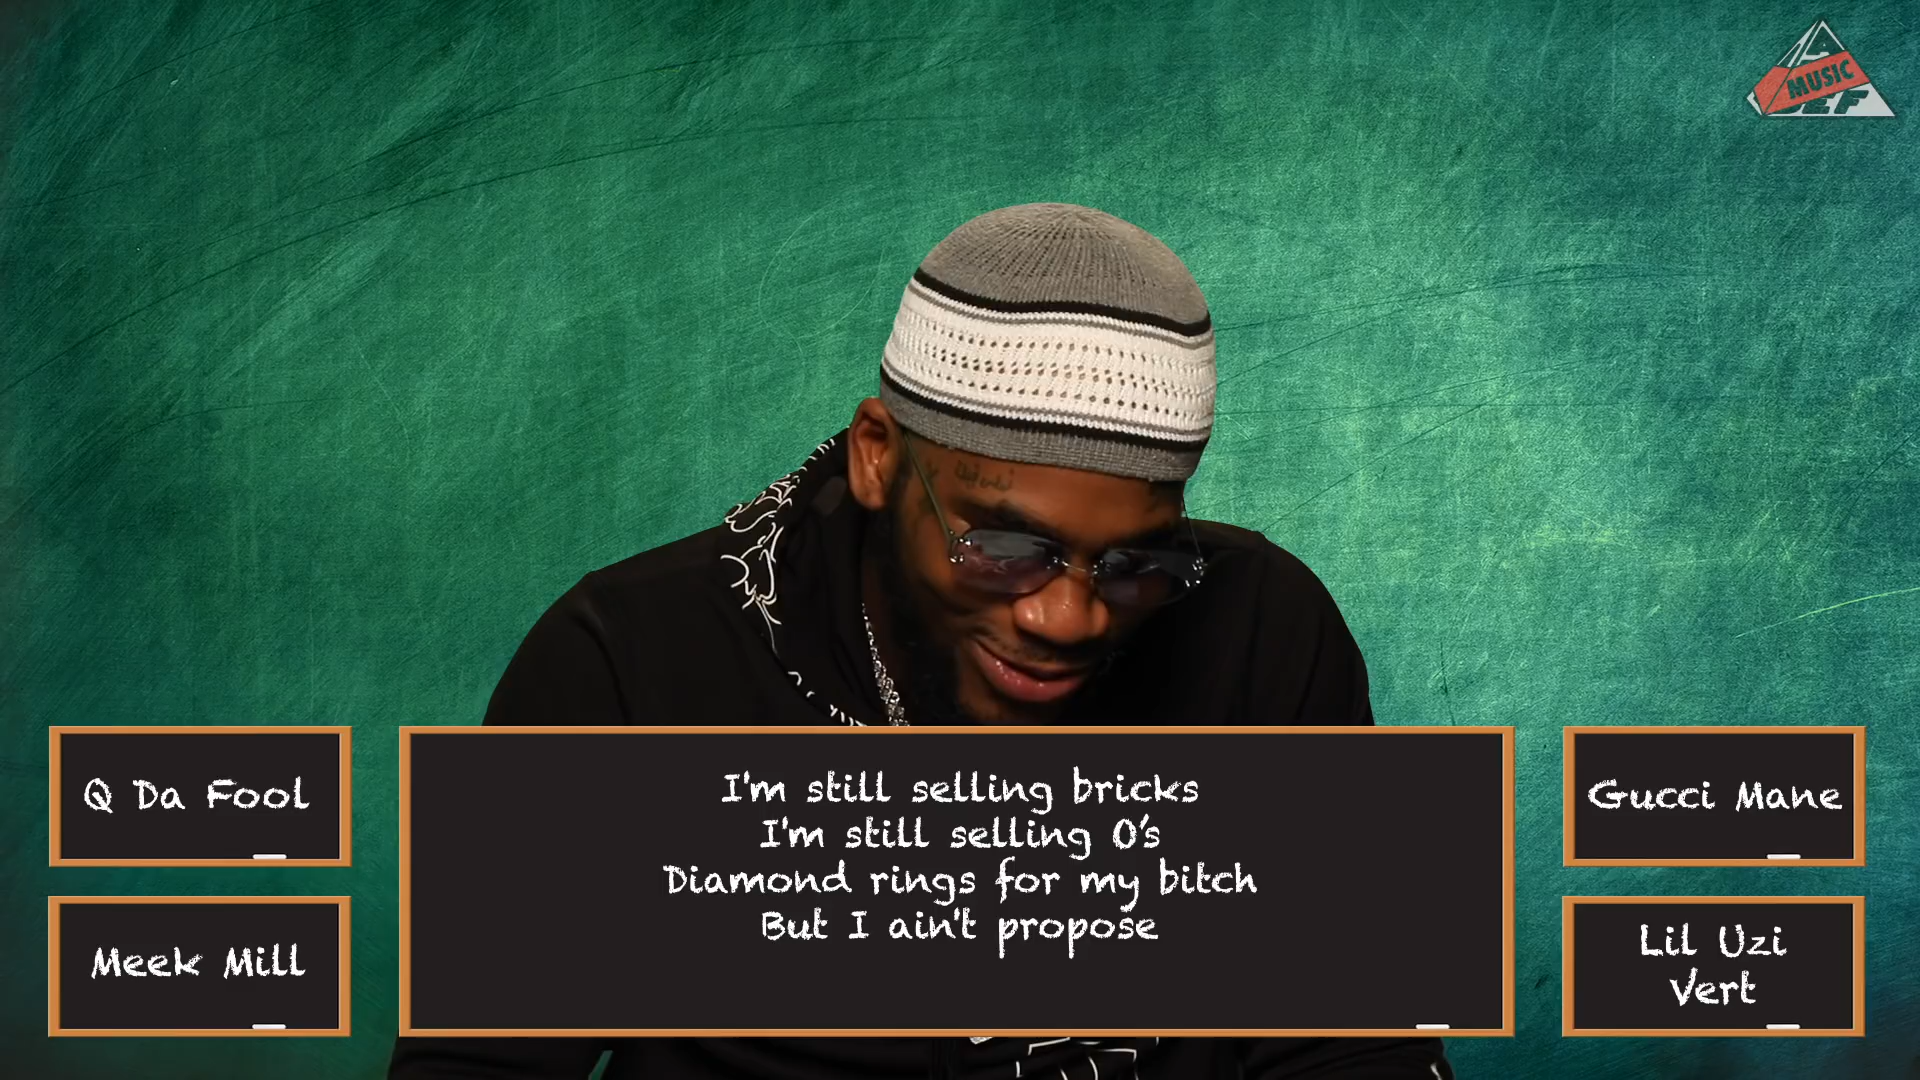 MUSIC
Q Da Fool
Meek Mill
I'm still selling bricks
I'm still selling O's
Diamond rings for my bitch
But I ain't propose
Gucci Mane
Lil Uzi
Vert